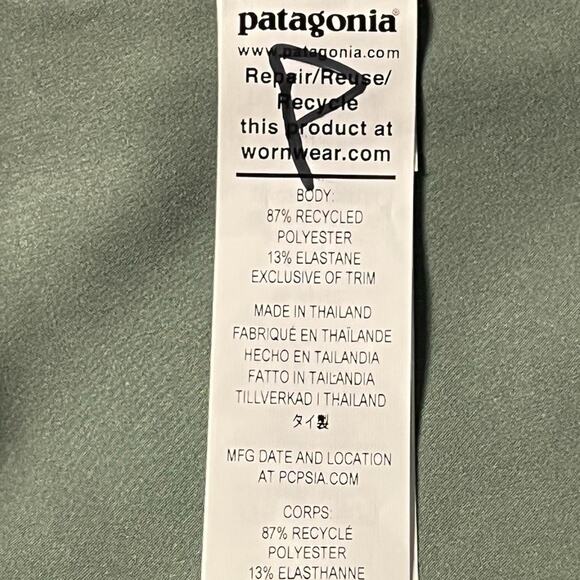 patagonia®
www.patagonia.com
Repair/Reuse/
Recycle
this product at
wornwear.com
P
BODY:
87% RECYCLED
POLYESTER
13% ELASTANE
EXCLUSIVE OF TRIM
MADE IN THAILAND
FABRIQUÉ EN THAÏLANDE
HECHO EN TAILANDIA
FATTO IN TAILANDIA
TILLVERKAD I THAILAND
タイ製
MFG DATE AND LOCATION
AT PCPSIA.COM
CORPS:
87% RECYCLÉ
POLYESTER
13% ELASTHANNE